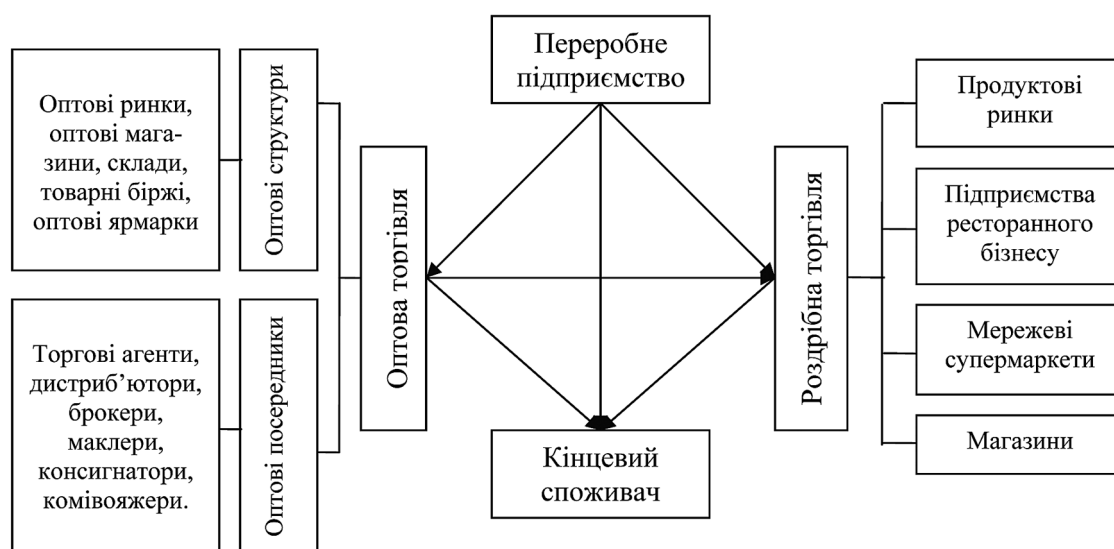 Переробне
підприємство
Оптові ринки,
оптові мага-
зини, склади,
товарні біржі,
оптові ярмарки
Оптові структури
Торгові агенти,
дистриб’ютори,
брокери,
маклери,
консигнатори,
комівояжери.
Оптові посередники
Оптова торгівля
Кінцевий
споживач
Роздрібна торгівля
Продуктові
ринки
Підприємства
ресторанного
бізнесу
Мережеві
супермаркети
Магазини